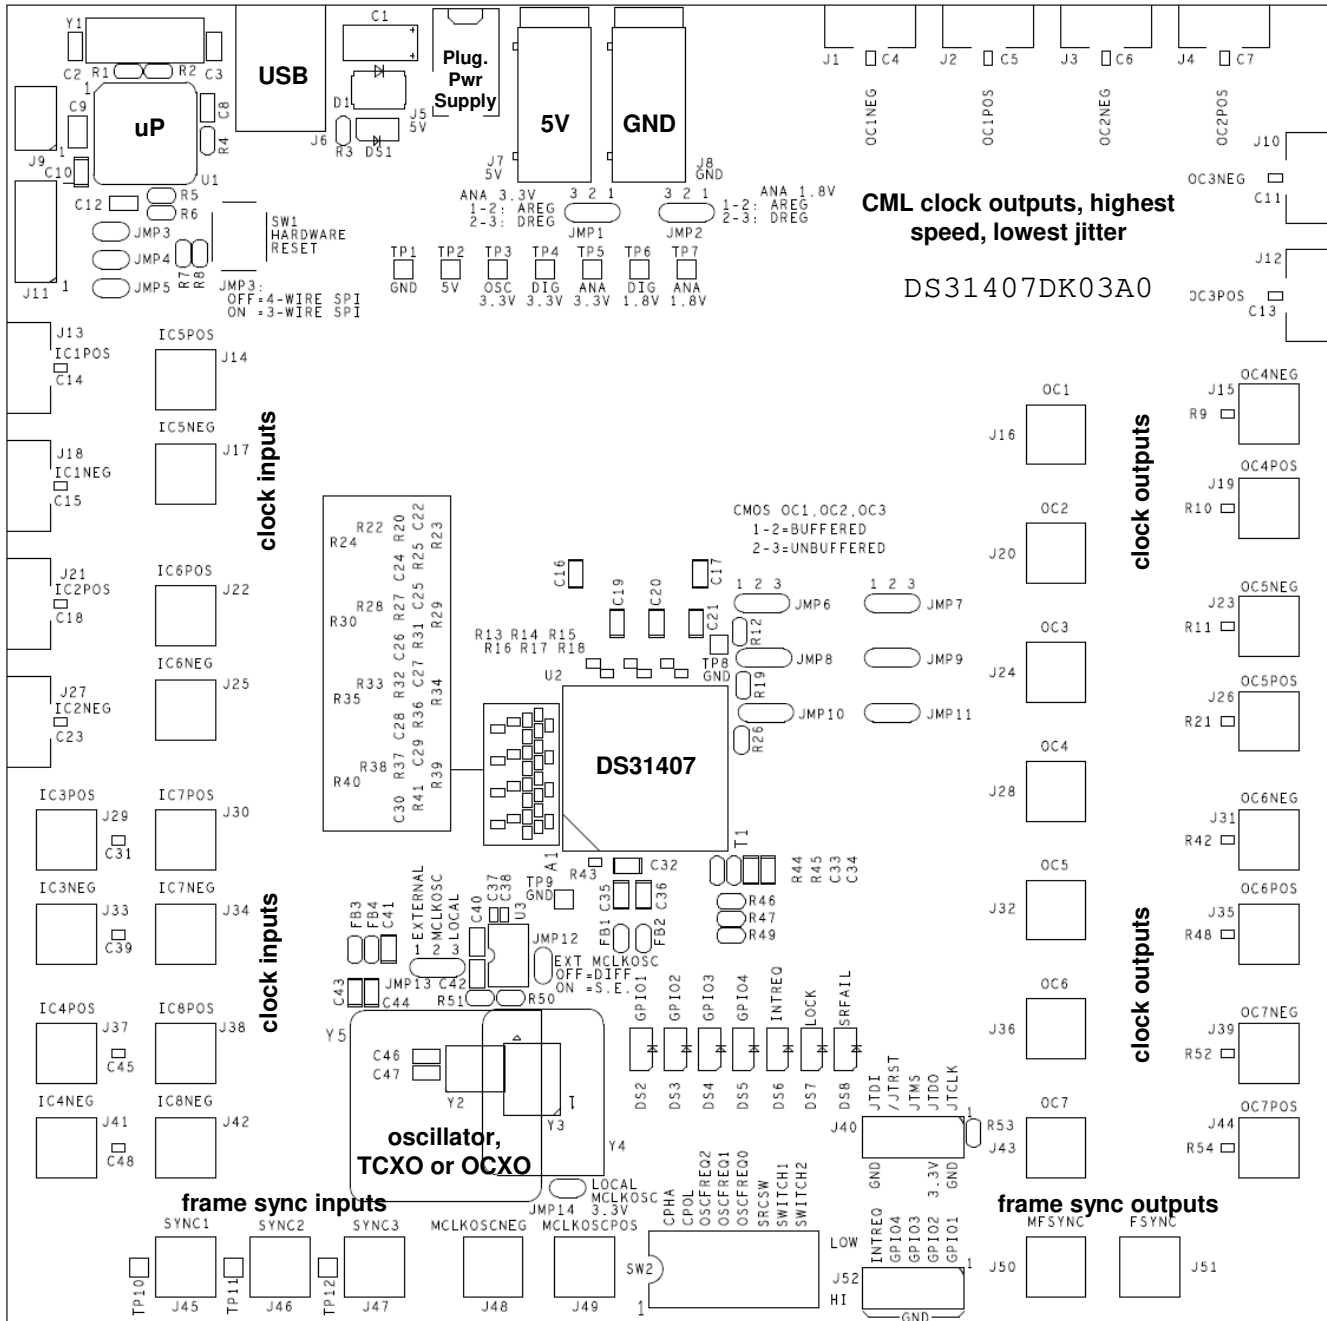 Y1
C2
R1
R2
C3
1
C9
uP
C8
R4
J9
1
C10
U1
C12
R5
R6
JMP3
JMP4
JMP5
R7
R8
J11
1
USB
J6
C1
D1
R3
DS1
J5
5V
Plug.
Pwr
Supply
5V
GND
J7
5V
J8
GND
SW1
HARDWARE
RESET
JMP3:
OFF=4-WIRE SPI
ON =3-WIRE SPI
ANA 3.3V
1-2: AREG
2-3: DREG
3 2 1
JMP1
3 2 1
JMP2
ANA 1.8V
1-2: AREG
2-3: DREG
TP1
GND
TP2
5V
TP3
OSC
3.3V
TP4
DIG
3.3V
TP5
ANA
3.3V
TP6
DIG
1.8V
TP7
ANA
1.8V
J1
C4
OC1NEG
J2
C5
OC1POS
J3
C6
OC2NEG
J4
C7
OC2POS
J10
OC3NEG
C11
J12
OC3POS
C13
CML clock outputs, highest
speed, lowest jitter
DS31407DK03A0
J13
IC1POS
C14
IC5POS
J14
J18
IC1NEG
C15
IC5NEG
J17
clock inputs
J21
IC2POS
C18
IC6POS
J22
J27
IC2NEG
C23
IC6NEG
J25
IC3POS
J29
C31
IC7POS
J30
IC3NEG
J33
C39
IC7NEG
J34
clock inputs
IC4POS
J37
C45
IC8POS
J38
IC4NEG
J41
C48
IC8NEG
J42
R22
R24
R20
C22
R25
R23
C24
R28
R30
R27
C25
R29
R31
C26
R33
R35
R32
C27
R34
R36
C28
R38
R40
R37
C29
R39
C30
R41
C16
C19
C20
C17
C21
R13 R14 R15
R16 R17 R18
U2
TP8
GND
DS31407
A1
T1
CMOS OC1,OC2,OC3
1-2=BUFFERED
2-3=UNBUFFERED
1 2 3
JMP6
1 2 3
JMP7
R12
JMP8
JMP9
R19
JMP10
JMP11
R26
R43
C32
TP9
GND
C35
C36
FB1
FB2
R44
R45
C33
C34
R46
R47
R49
FB3
FB4
C41
EXTERNAL
MCLKOSC
LOCAL
1 2 3
JMP13
C40
C42
C37
C38
U3
JMP12
EXT MCLKOSC
OFF=DIFF
ON =S.E.
R51
R50
C43
C44
Y5
C46
C47
Y2
1
Y3
Y4
oscillator,
TCXO or OCXO
LOCAL
MCLKOSC
3.3V
JMP14
GPIO1
GPIO2
GPIO3
GPIO4
INTREQ
LOCK
SRFAIL
DS2
DS3
DS4
DS5
DS6
DS7
DS8
JTDI
/JTRST
JTMS
JTDO
JTCLK
1
J40
R53
GND
3.3V
GND
OC1
J16
OC2
J20
OC3
J24
OC4
J28
OC5
J32
OC6
J36
OC7
J43
clock outputs
clock outputs
OC4NEG
J15
R9
OC4POS
J19
R10
OC5NEG
J23
R11
OC5POS
J26
R21
OC6NEG
J31
R42
OC6POS
J35
R48
OC7NEG
J39
R52
OC7POS
J44
R54
frame sync inputs
frame sync outputs
SYNC1
TP10
J45
SYNC2
TP11
J46
SYNC3
TP12
J47
MCLKOSCNEG
J48
MCLKOSCPOS
J49
CPHA
CPOL
OSCFREQ2
OSCFREQ1
OSCFREQ0
SRCSW
SWITCH1
SWITCH2
SW2
1
LOW
HI
INTREQ
GPIO4
GPIO3
GPIO2
GPIO1
1
J52
GND
MFSYNC
J50
FSYNC
J51